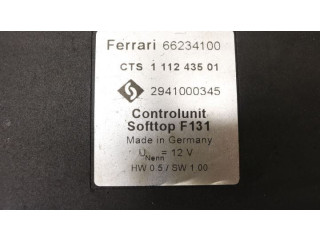 Ferrari 66234100
CTS 1 112 435 01
2941000345
Controlunit
Softtop F131
Made in Germany
UNenn = 12 V
HW 0.5 / SW 1.00